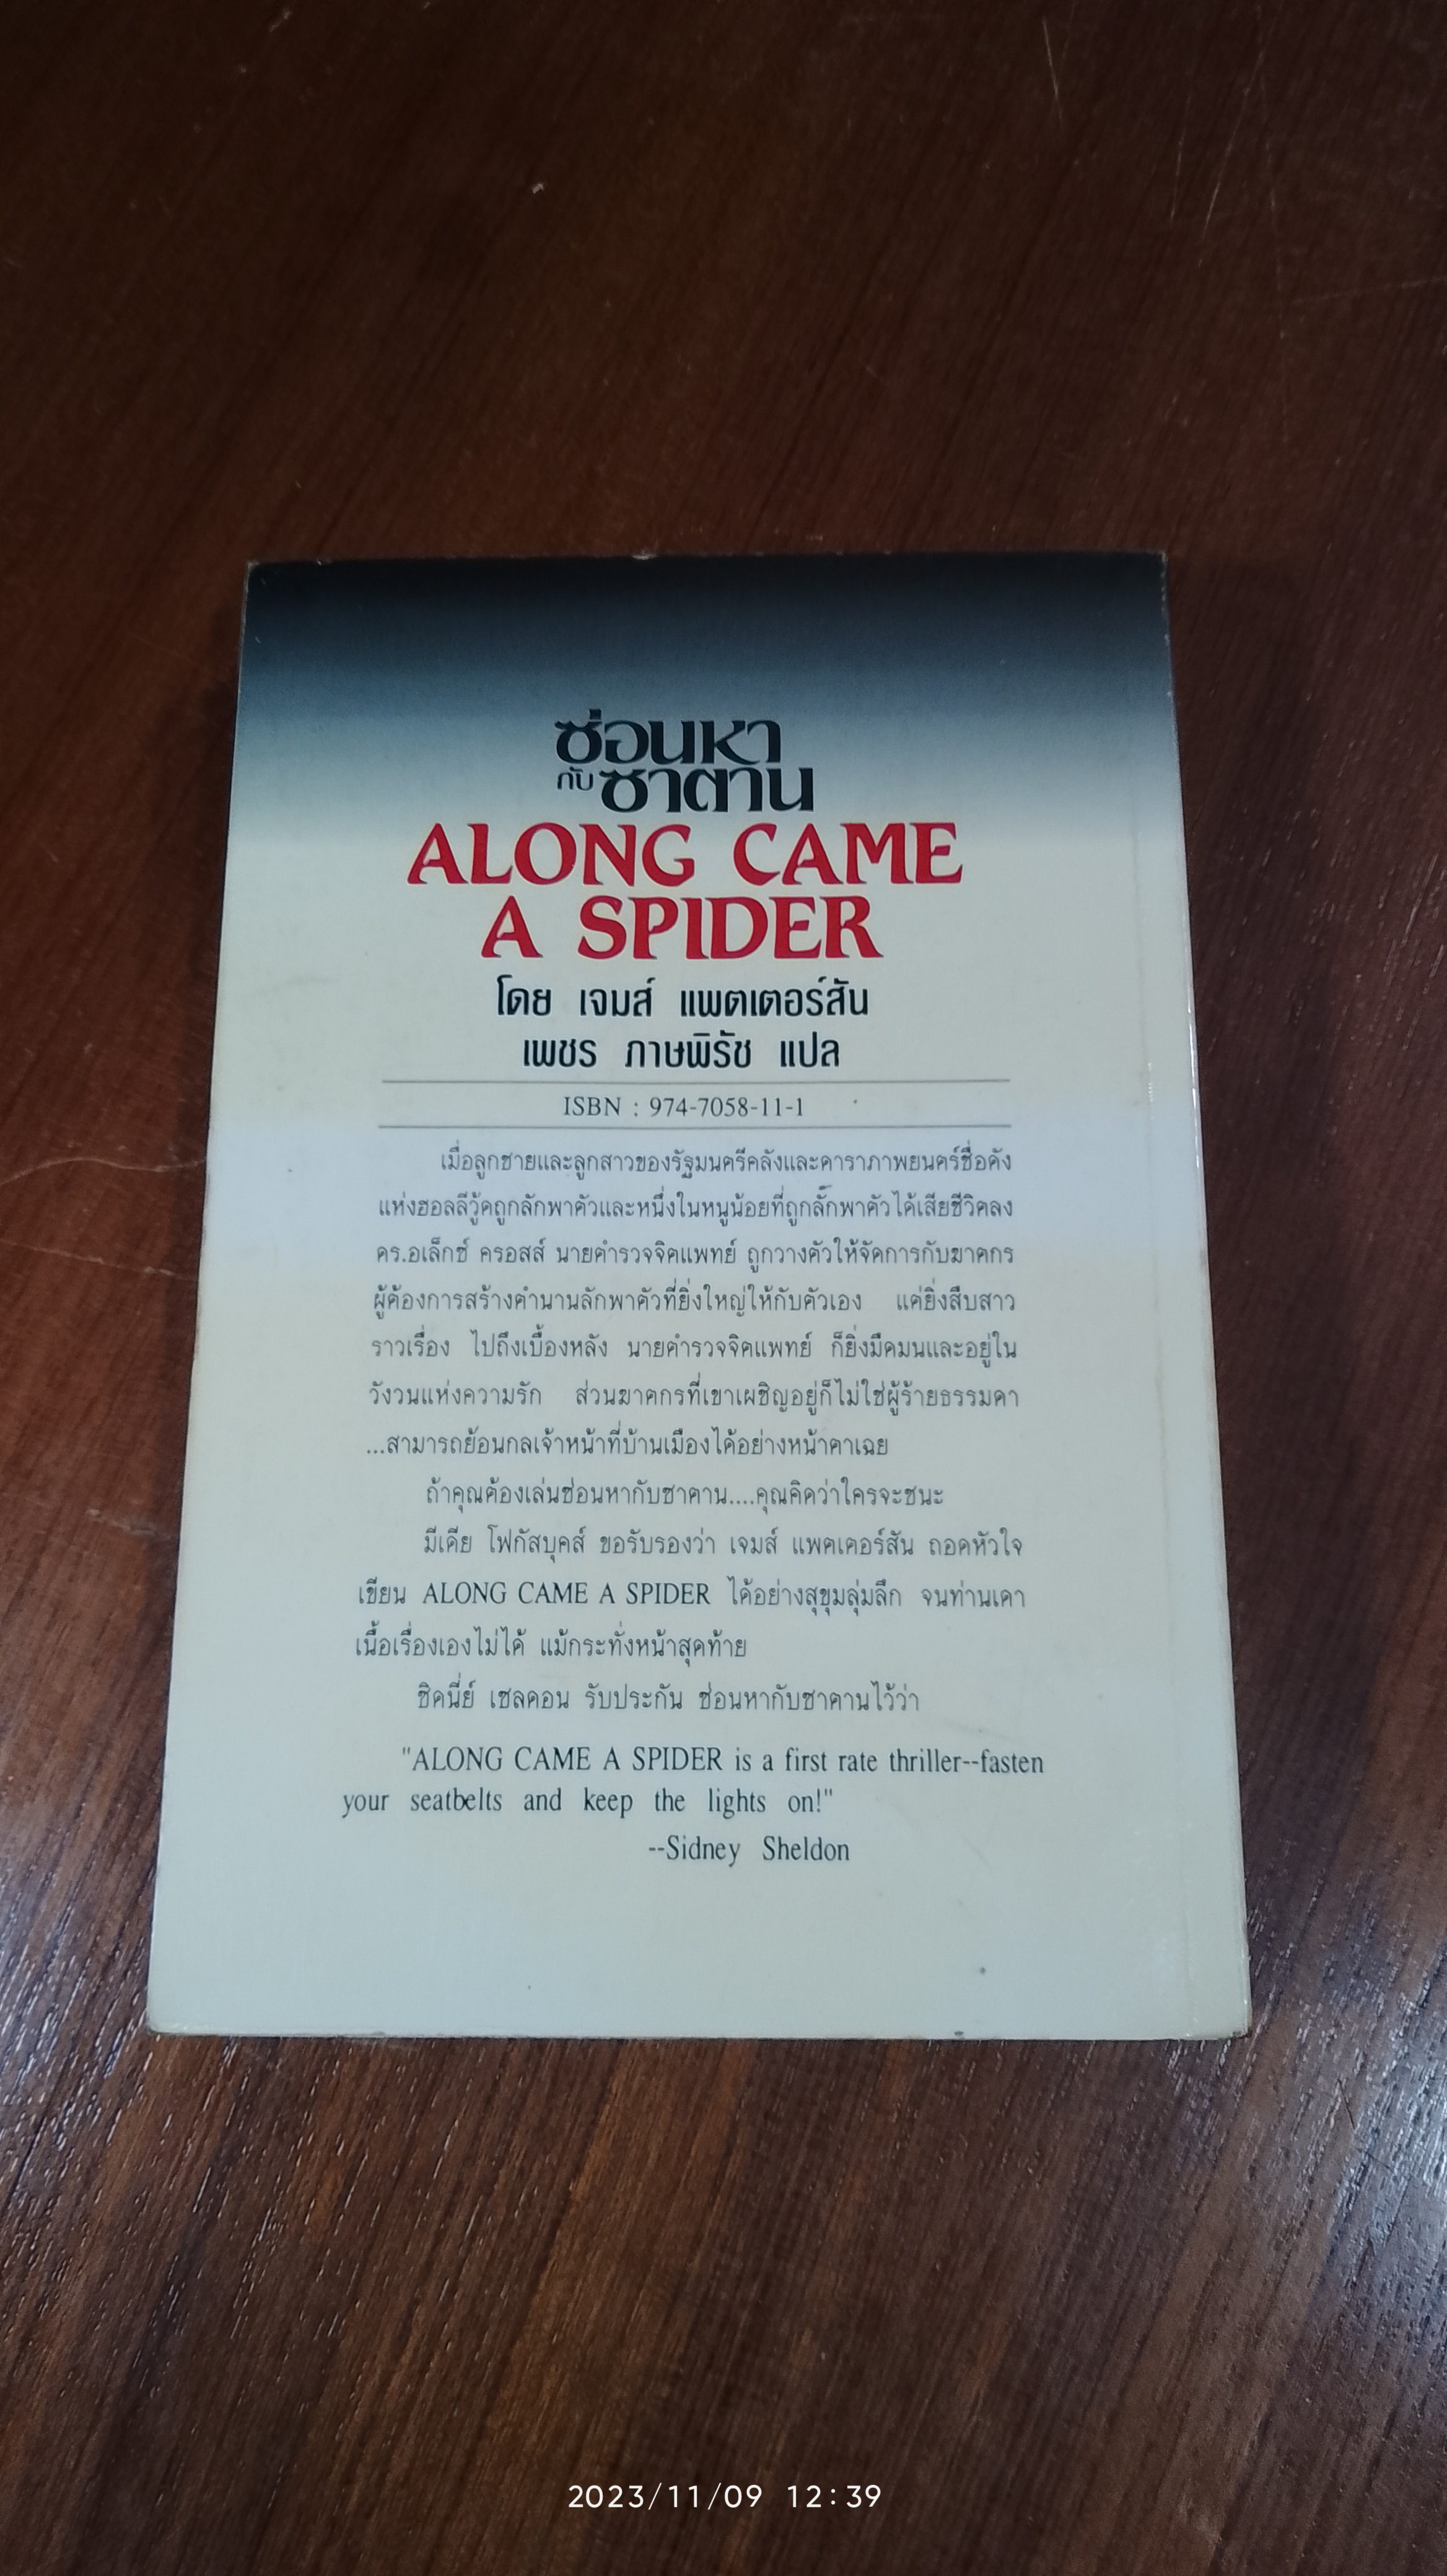 ซ่อนหา
กับซาตาน
ALONG CAME
A SPIDER
โดย เจมส์ แพตเตอร์สัน
เพชร ภาษพิรัช แปล
ISBN : 974-7058-11-1
เมื่อลูกชายและลูกสาวของรัฐมนตรีคลังและดาราภาพยนตร์ชื่อดัง
แห่งฮอลลีวู้ดถูกลักพาตัวและหนึ่งในหนูน้อยที่ถูกลั๊กพาตัวได้เสียชีวิตลง
ดร.อเล็กซ์ ครอสส์ นายตำรวจจิตแพทย์ ถูกวางตัวให้จัดการกับฆาตกร
ผู้ต้องการสร้างตำนานลักพาตัวที่ยิ่งใหญ่ให้กับตัวเอง แต่ยิ่งสืบสาว
ราวเรื่อง ไปถึงเบื้องหลัง นายตำรวจจิตแพทย์ ก็ยิ่งมืดมนและอยู่ใน
วังวนแห่งความรัก ส่วนฆาตกรที่เขาเผชิญอยู่ก็ไม่ใช่ผู้ร้ายธรรมดา
...สามารถย้อนกลเจ้าหน้าที่บ้านเมืองได้อย่างหน้าตาเฉย
ถ้าคุณต้องเล่นซ่อนหากับซาตาน....คุณคิดว่าใครจะชนะ
มีเดีย โฟกัสบุคส์ ขอรับรองว่า เจมส์ แพตเตอร์สัน ถอดหัวใจ
เขียน ALONG CAME A SPIDER ได้อย่างสุขุมลุ่มลึก จนท่านเดา
เนื้อเรื่องเองไม่ได้ แม้กระทั่งหน้าสุดท้าย
ซิดนี่ย์ เชลดอน รับประกัน ซ่อนหากับซาตานไว้ว่า
"ALONG CAME A SPIDER is a first rate thriller--fasten
your seatbelts and keep the lights on!"
--Sidney Sheldon
2023/11/09 12:39